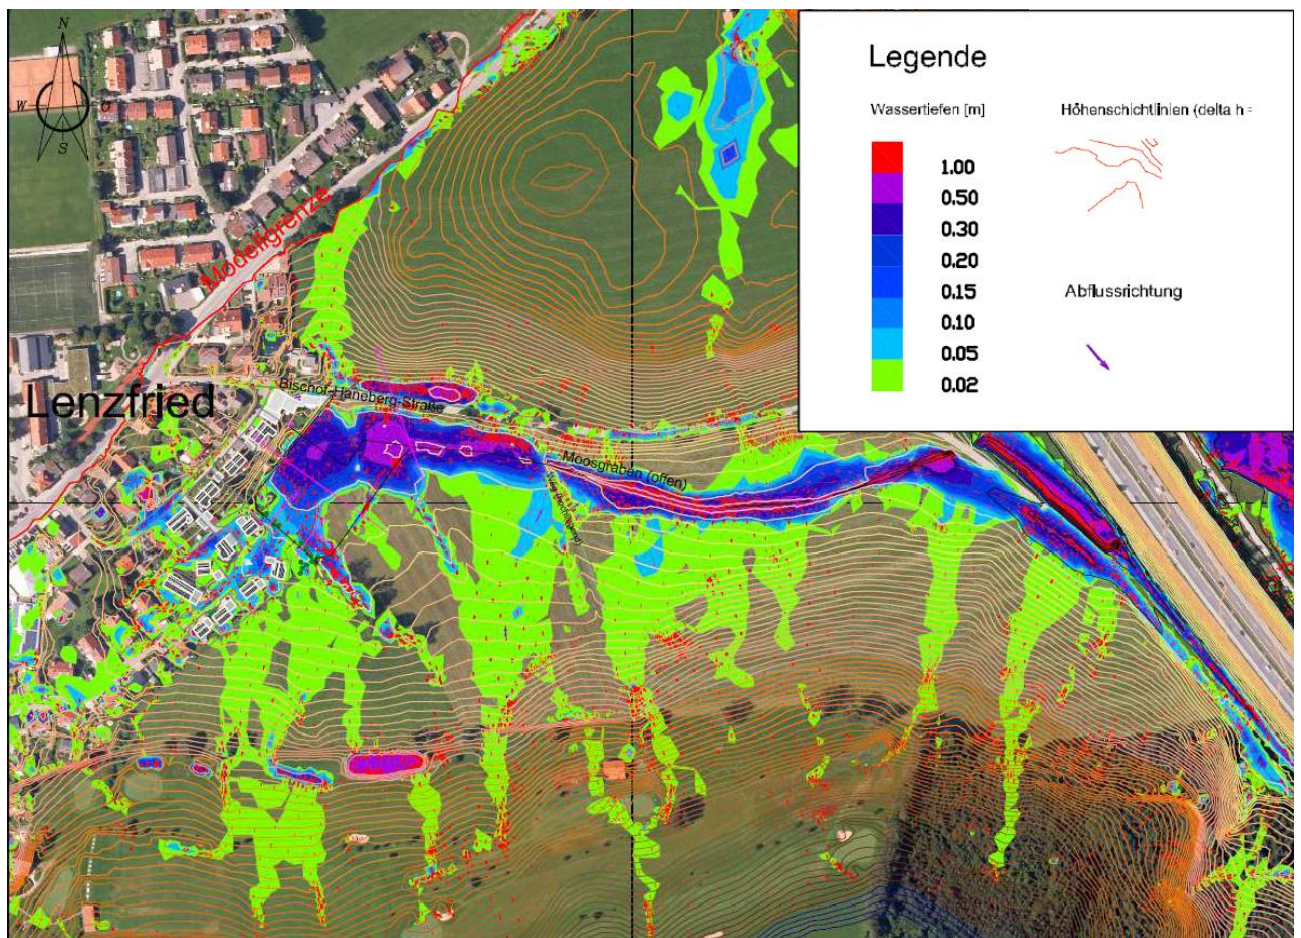 N
W
O
S
Legende
Wassertiefen [m]
Höhenschichtlinien (delta h =
1.00
0.50
0.30
0.20
0.15
0.10
0.05
0.02
Abflussrichtung
Modellgrenze
Lenzfried
Bischof-Haneberg-Straße
Moosgraben (offen)